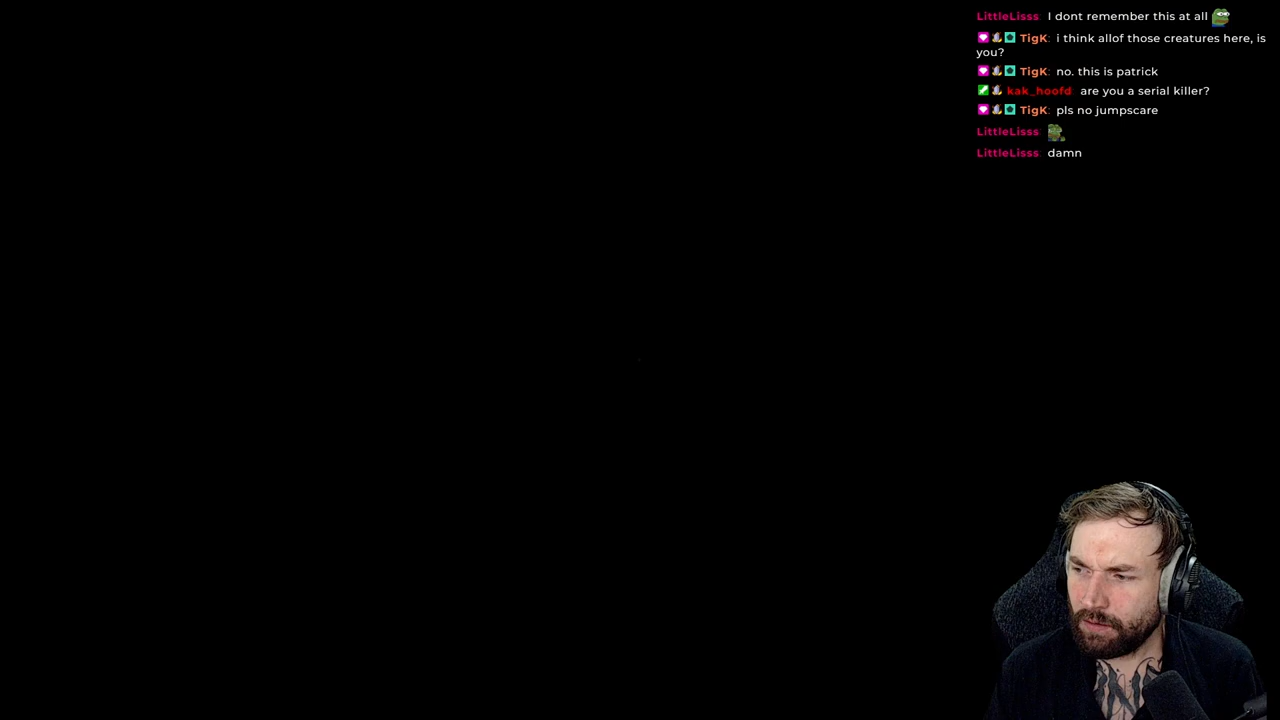 LittleLisss: I dont remember this at all
TigK: i think allof those creatures here, is
you?
TigK: no. this is patrick
kak_hoofd: are you a serial killer?
TigK: pls no jumpscare
LittleLisss:
LittleLisss: damn